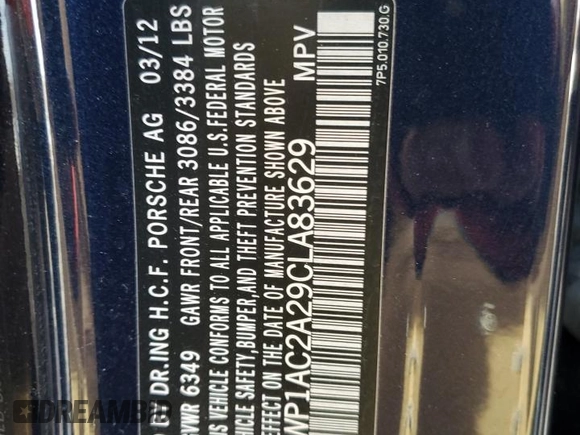 DR.ING H.C.F. PORSCHE AG 03/12
GVWR 6349 GAWR FRONT/REAR 3086/3384 LBS
VEHICLE CONFORMS TO ALL APPLICABLE U.S.FEDERAL MOTOR
VEHICLE SAFETY,BUMPER,AND THEFT PREVENTION STANDARDS
EFFECT ON THE DATE OF MANUFACTURE SHOWN ABOVE
WP1AC2A29CLA83629 MPV
7P5.010.730.G
DREAMBID